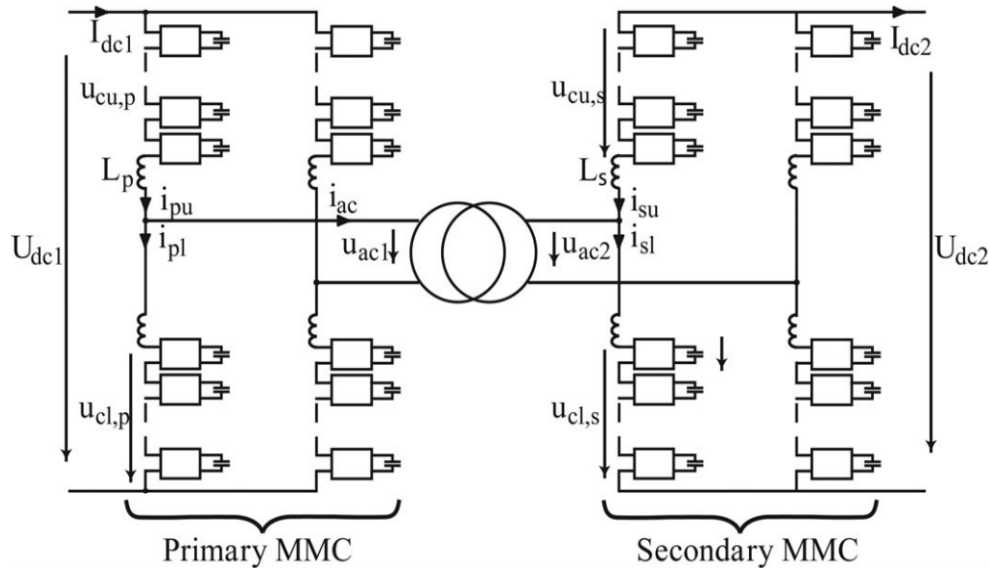 I_dc1
I_dc2
u_cu,p
u_cu,s
L_p
L_s
i_pu
i_ac
i_su
i_pl
u_ac1
u_ac2
i_sl
U_dc1
U_dc2
u_cl,p
u_cl,s
Primary MMC
Secondary MMC